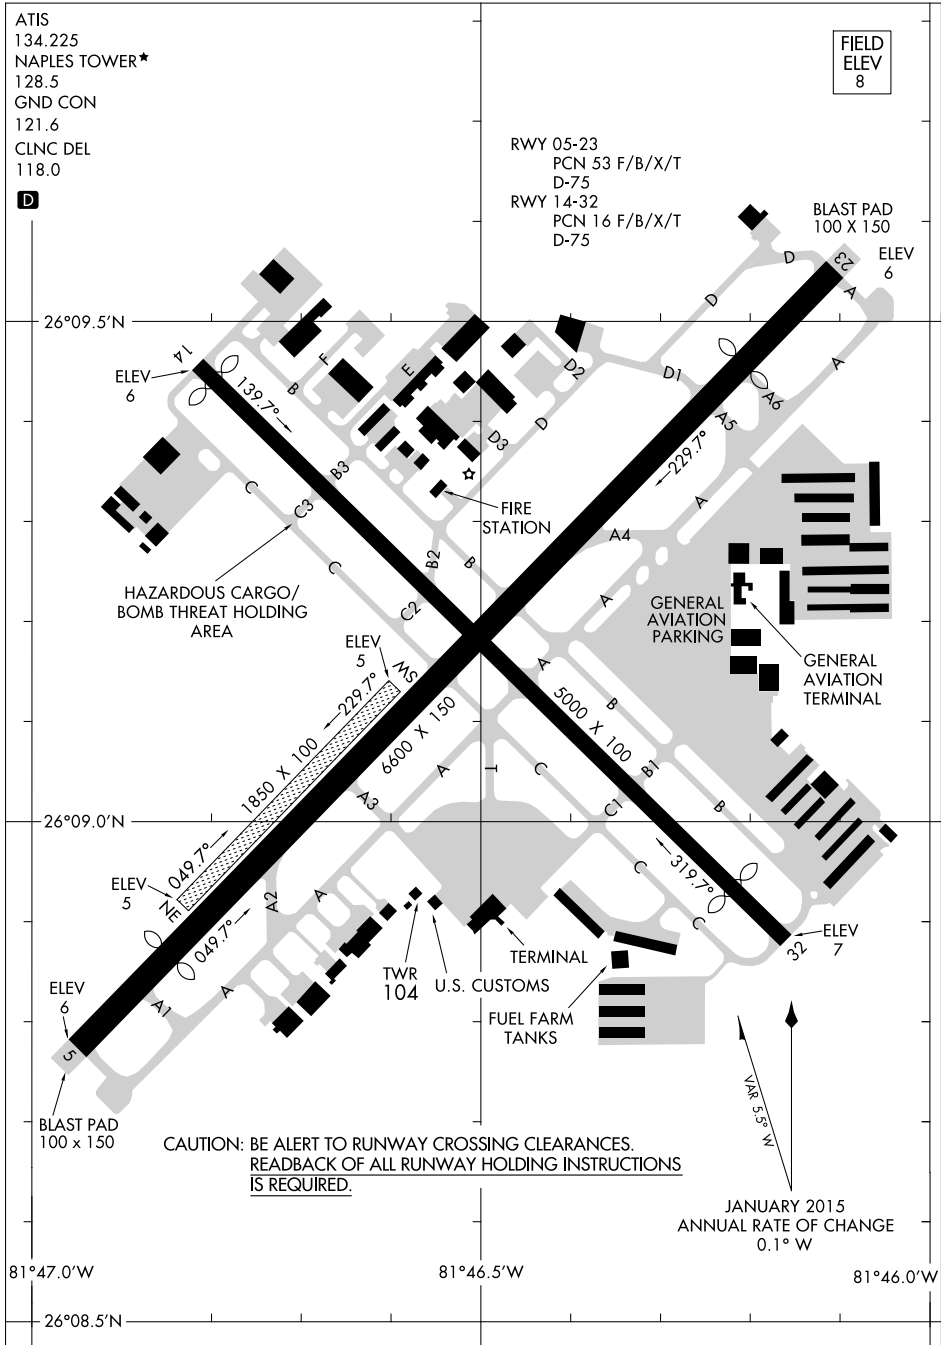 ATIS
134.225
NAPLES TOWER★
128.5
GND CON
121.6
CLNC DEL
118.0
D
FIELD
ELEV
8
RWY 05-23
PCN 53 F/B/X/T
D-75
RWY 14-32
PCN 16 F/B/X/T
D-75
BLAST PAD
100 X 150
ELEV
6
23
D
A
D
A
26°09.5'N
14
ELEV
6
139.7°
B
F
E
D2
D1
A6
A5
D
D3
229.7°
B3
C
C3
A
FIRE
STATION
A4
B2
B
C
HAZARDOUS CARGO/
BOMB THREAT HOLDING
AREA
C2
A
GENERAL
AVIATION
PARKING
GENERAL
AVIATION
TERMINAL
ELEV
5
SW
229.7°
A
5000 X 100
B
6600 X 150
1850 X 100
A
T
C
B1
C1
B
A3
26°09.0'N
049.7°
ELEV
5
NE
A2
A
049.7°
C
319.7°
C
ELEV
7
32
TERMINAL
TWR
104
U.S. CUSTOMS
FUEL FARM
TANKS
ELEV
6
A1
A
5
BLAST PAD
100 x 150
VAR 5.5° W
CAUTION: BE ALERT TO RUNWAY CROSSING CLEARANCES.
READBACK OF ALL RUNWAY HOLDING INSTRUCTIONS
IS REQUIRED.
JANUARY 2015
ANNUAL RATE OF CHANGE
0.1° W
81°47.0'W
81°46.5'W
81°46.0'W
26°08.5'N